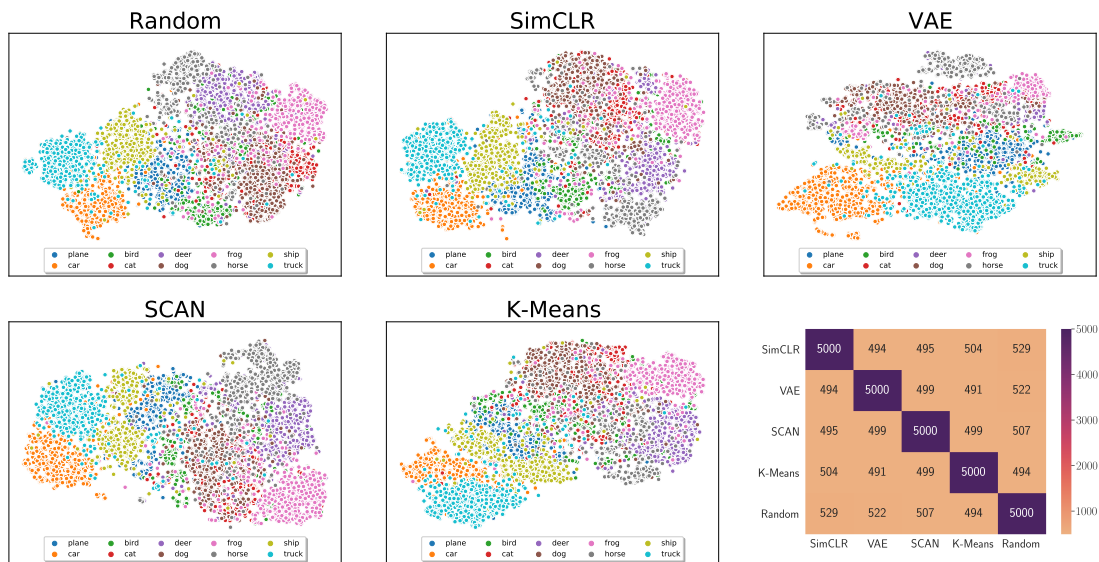 Random
SimCLR
VAE
plane bird deer frog ship
car cat dog horse truck
plane bird deer frog ship
car cat dog horse truck
plane bird deer frog ship
car cat dog horse truck
SCAN
K-Means
plane bird deer frog ship
car cat dog horse truck
plane bird deer frog ship
car cat dog horse truck
SimCLR 5000 494 495 504 529
VAE 494 5000 499 491 522
SCAN 495 499 5000 499 507
K-Means 504 491 499 5000 494
Random 529 522 507 494 5000
SimCLR VAE SCAN K-Means Random
5000
4000
3000
2000
1000